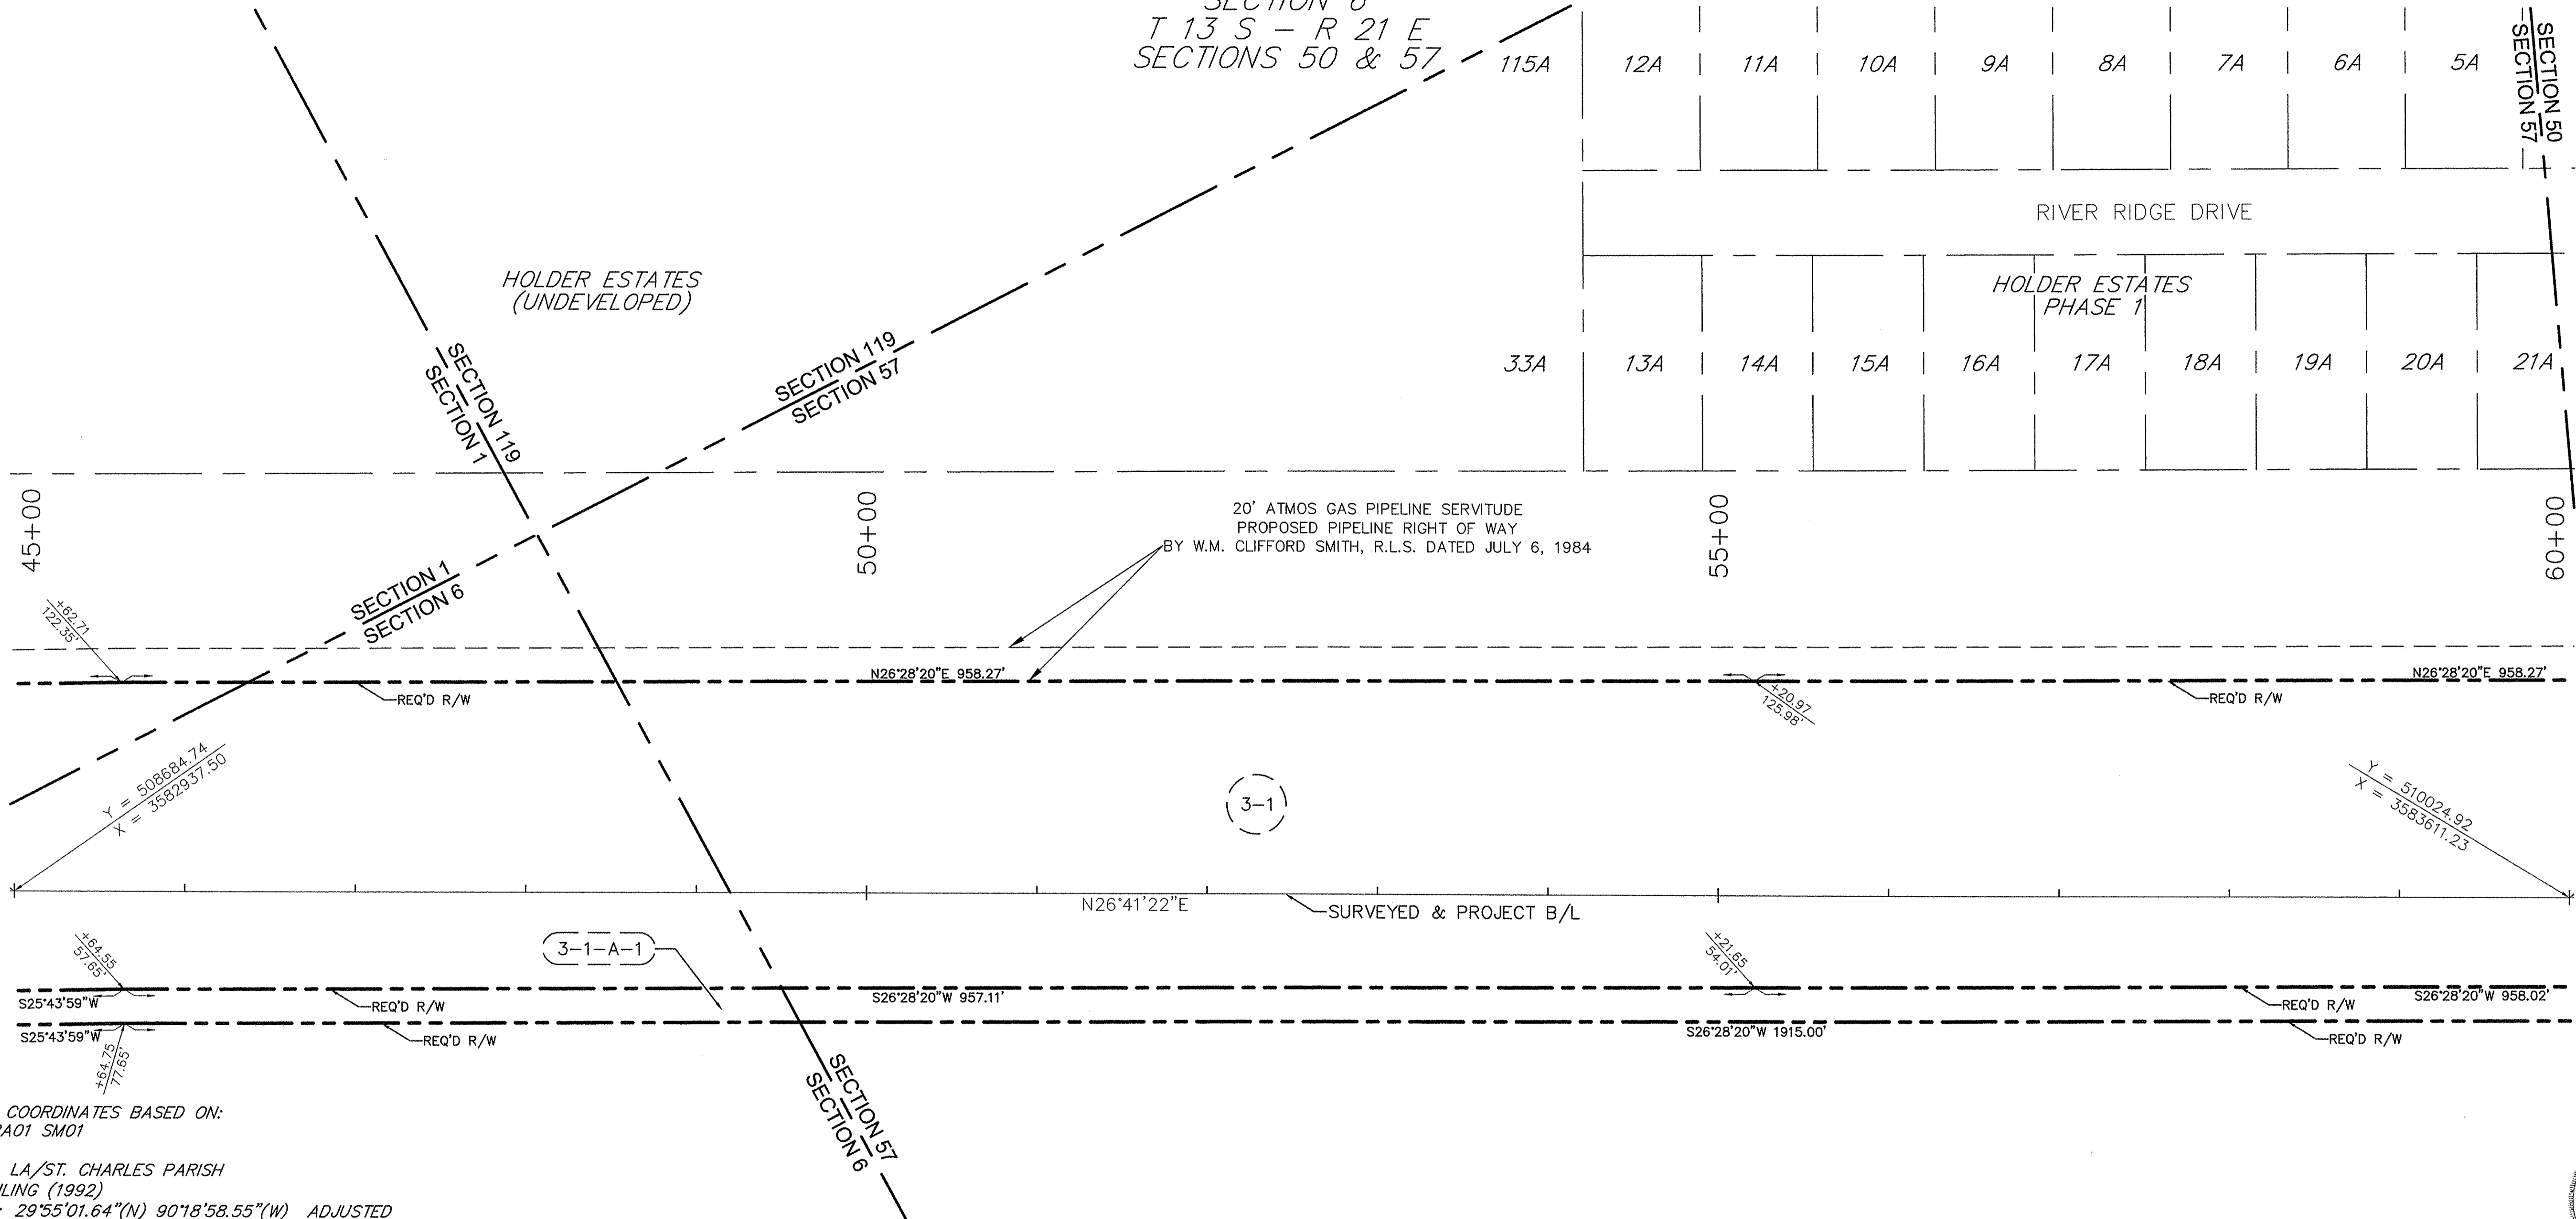 SECTION 6
T 13 S – R 21 E
SECTIONS 50 & 57
115A
12A
11A
10A
9A
8A
7A
6A
5A
SECTION 50
SECTION 57
RIVER RIDGE DRIVE
HOLDER ESTATES
(UNDEVELOPED)
HOLDER ESTATES
PHASE 1
SECTION 119
SECTION 1
SECTION 119
SECTION 57
33A
13A
14A
15A
16A
17A
18A
19A
20A
21A
45+00
50+00
55+00
60+00
20' ATMOS GAS PIPELINE SERVITUDE
PROPOSED PIPELINE RIGHT OF WAY
BY W.M. CLIFFORD SMITH, R.L.S. DATED JULY 6, 1984
SECTION 1
SECTION 6
+62.71
122.35'
N26°28'20"E 958.27'
N26°28'20"E 958.27'
REQ'D R/W
REQ'D R/W
+20.97
125.98'
Y = 508684.74
X = 3582937.50
3-1
Y = 510024.92
X = 3583611.23
N26°41'22"E
SURVEYED & PROJECT B/L
+64.55
57.65'
3-1-A-1
+21.65
54.01'
S25°43'59"W
REQ'D R/W
S26°28'20"W 957.11'
REQ'D R/W
S26°28'20"W 958.02'
S25°43'59"W
REQ'D R/W
S26°28'20"W 1915.00'
REQ'D R/W
+64.75
77.65'
SECTION 57
SECTION 6
COORDINATES BASED ON:
A01 SM01
LA/ST. CHARLES PARISH
LING (1992)
29°55'01.64"(N) 90°18'58.55"(W) ADJUSTED